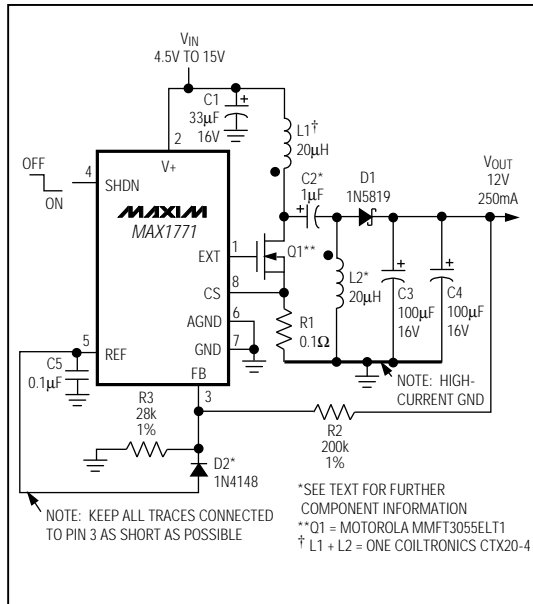 VIN
4.5V TO 15V
C1
33µF
16V
2
V+
L1†
20µH
OFF
ON
4
SHDN
MAXIM
MAX1771
C2*
1µF
D1
1N5819
VOUT
12V
250mA
EXT
1
Q1**
CS
8
L2*
20µH
C3
100µF
16V
C4
100µF
16V
AGND
6
R1
0.1Ω
GND
7
5
REF
C5
0.1µF
FB
3
NOTE: HIGH-
CURRENT GND
R3
28k
1%
R2
200k
1%
D2*
1N4148
NOTE: KEEP ALL TRACES CONNECTED
TO PIN 3 AS SHORT AS POSSIBLE
*SEE TEXT FOR FURTHER
COMPONENT INFORMATION
**Q1 = MOTOROLA MMFT3055ELT1
† L1 + L2 = ONE COILTRONICS CTX20-4